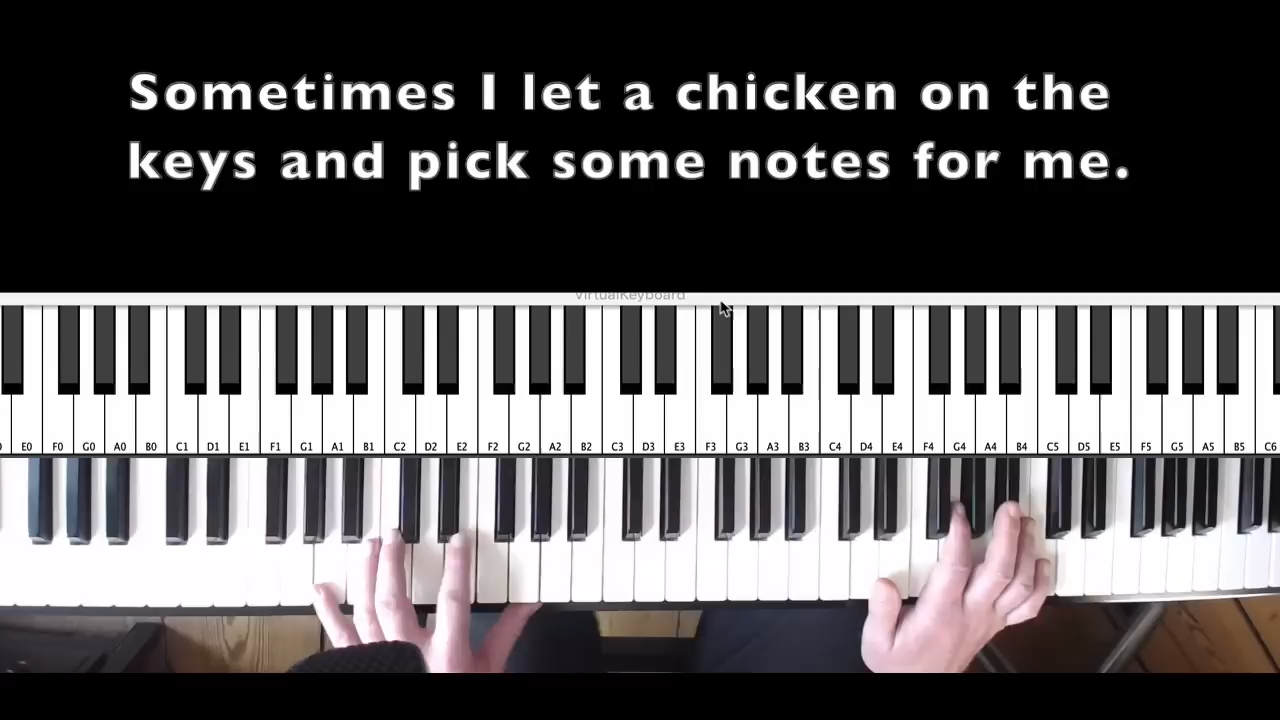 Sometimes I let a chicken on the
keys and pick some notes for me.
VirtualKeyboard
E0 F0 G0 A0 B0 C1 D1 E1 F1 G1 A1 B1 C2 D2 E2 F2 G2 A2 B2 C3 D3 E3 F3 G3 A3 B3 C4 D4 E4 F4 G4 A4 B4 C5 D5 E5 F5 G5 A5 B5 C6